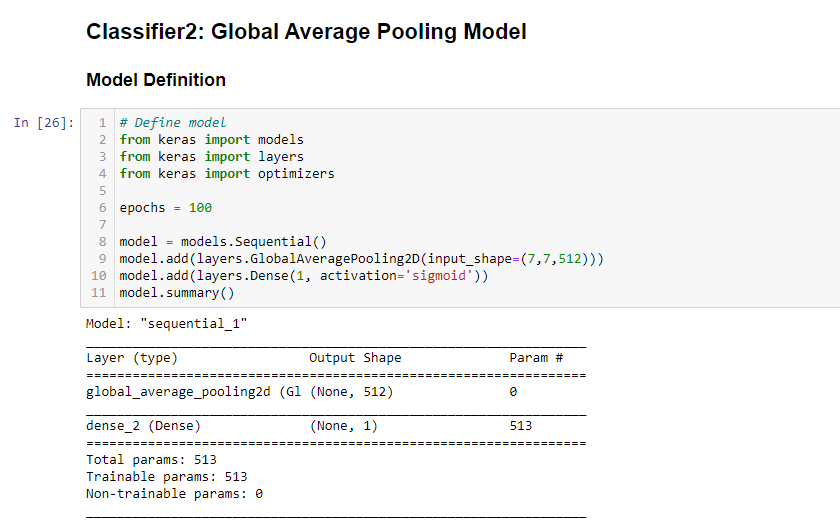 Classifier2: Global Average Pooling Model
Model Definition
In [26]:
1 # Define model
2 from keras import models
3 from keras import layers
4 from keras import optimizers
5
6 epochs = 100
7
8 model = models.Sequential()
9 model.add(layers.GlobalAveragePooling2D(input_shape=(7,7,512)))
10 model.add(layers.Dense(1, activation='sigmoid'))
11 model.summary()
Model: "sequential_1"
_________________________________________________________________
Layer (type)                 Output Shape              Param #
=================================================================
global_average_pooling2d (Gl (None, 512)               0
_________________________________________________________________
dense_2 (Dense)              (None, 1)                 513
=================================================================
Total params: 513
Trainable params: 513
Non-trainable params: 0
_________________________________________________________________